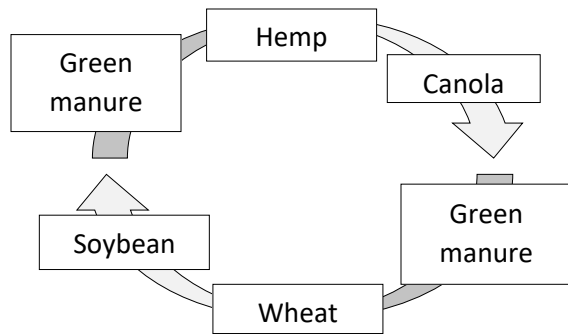 Hemp
Green
manure
Canola
Soybean
Green
manure
Wheat